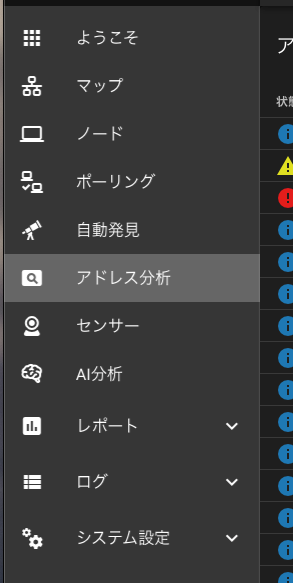 ようこそ
マップ
ノード
ポーリング
自動発見
アドレス分析
センサー
AI分析
レポート
ログ
システム設定
ア
状態